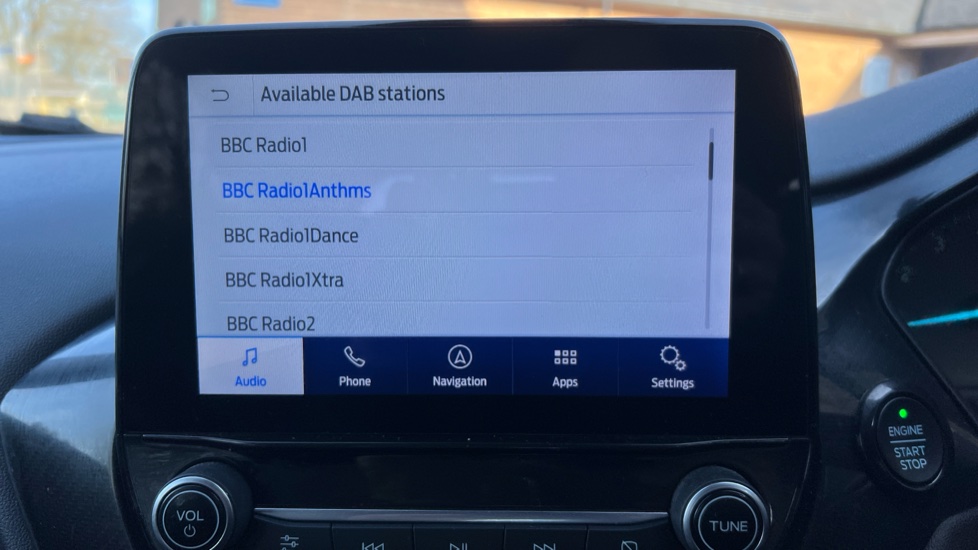 Available DAB stations
BBC Radio1
BBC Radio1Anthms
BBC Radio1Dance
BBC Radio1Xtra
BBC Radio2
Audio
Phone
Navigation
Apps
Settings
ENGINE
START
STOP
VOL
TUNE